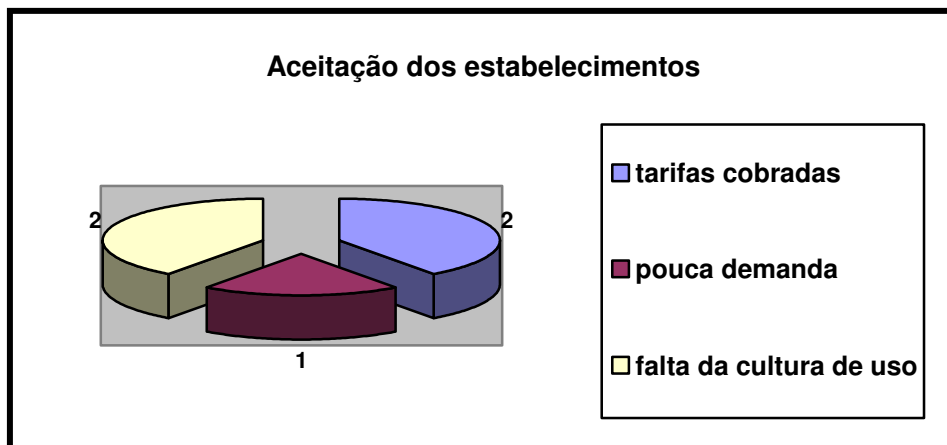 Aceitação dos estabelecimentos
2
2
1
tarifas cobradas
pouca demanda
falta da cultura de uso